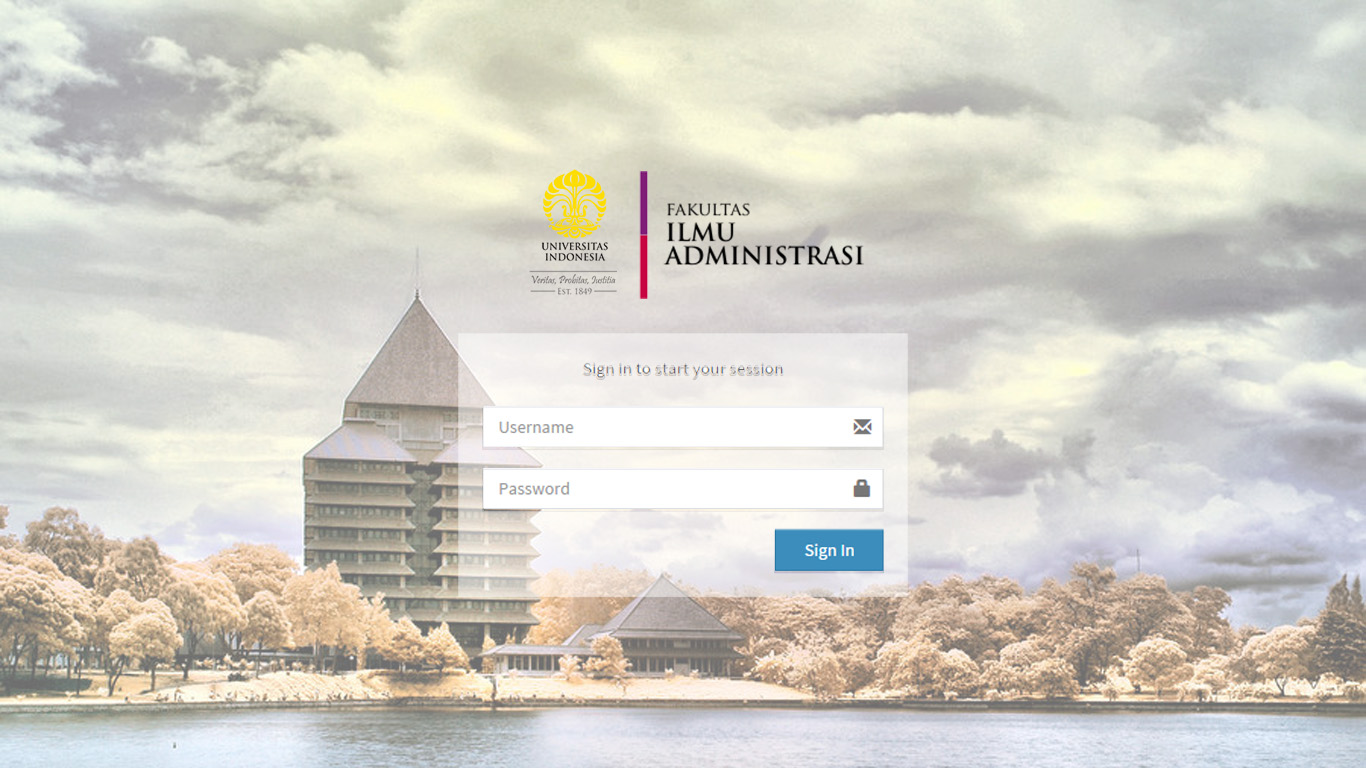 UNIVERSITAS
INDONESIA
Veritas, Probitas, Iustitia
EST. 1849
FAKULTAS
ILMU
ADMINISTRASI
Sign in to start your session
Username
Password
Sign In